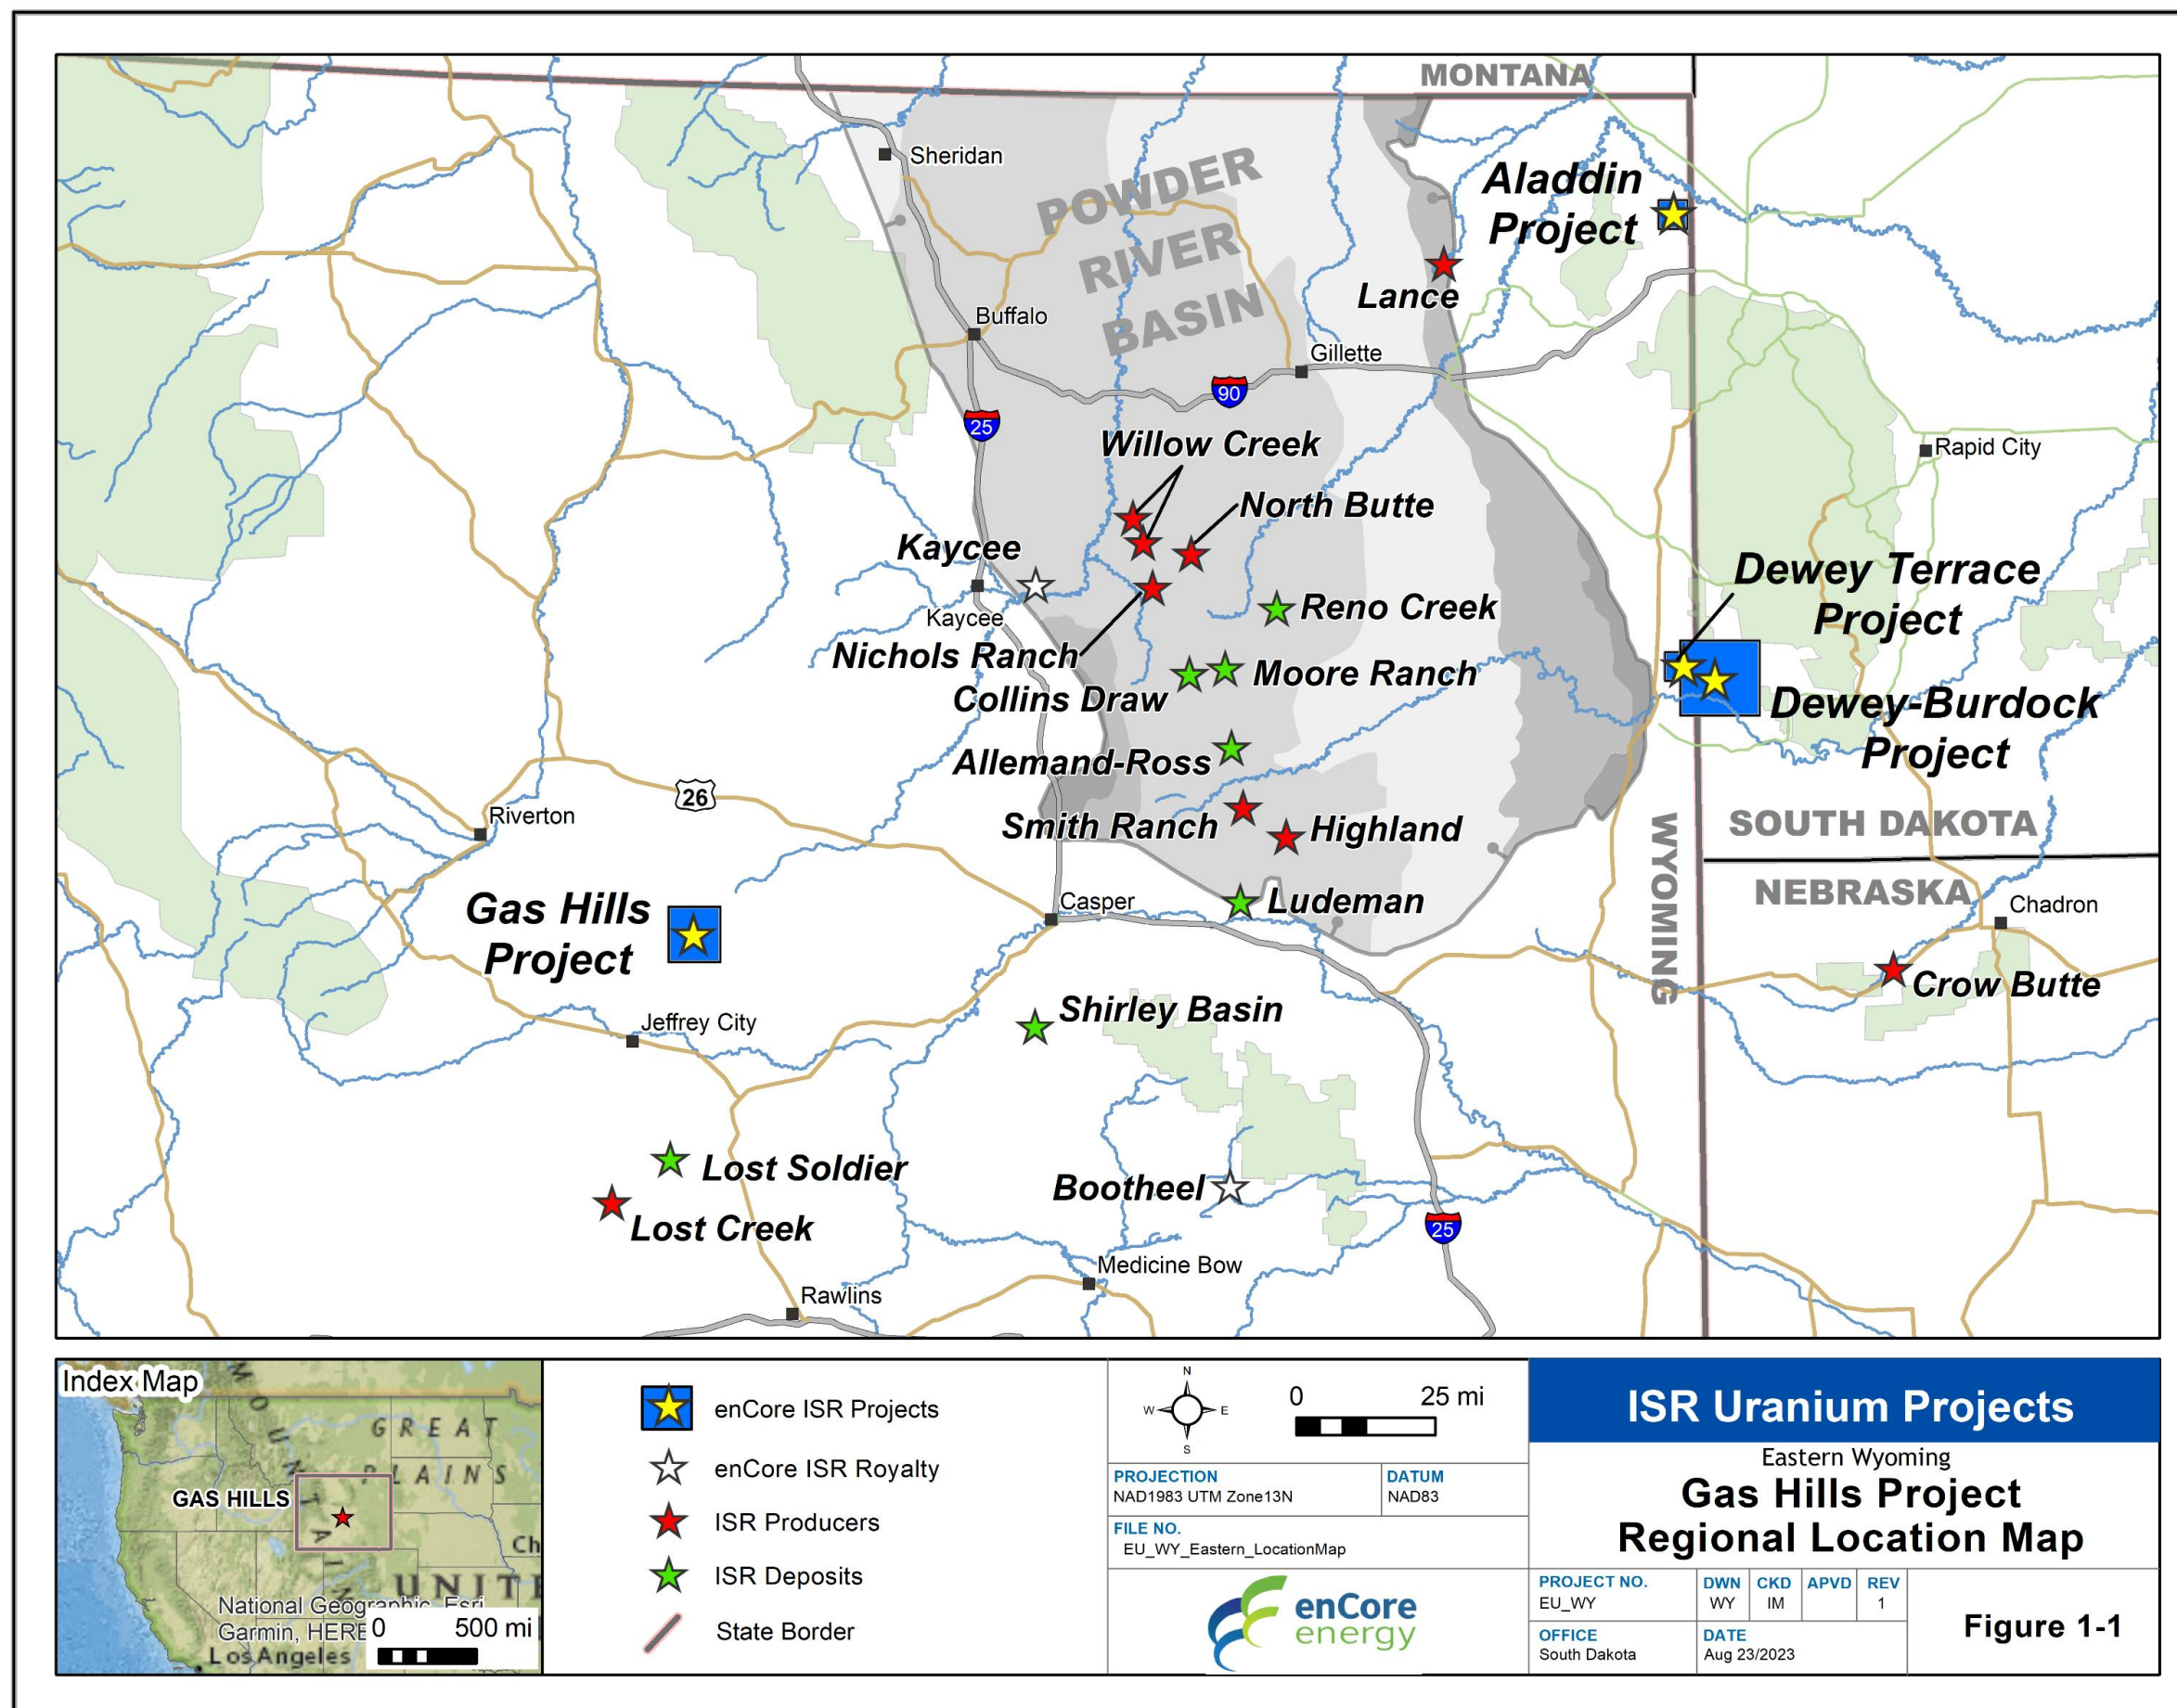 MONTANA
Sheridan
POWDER
RIVER
BASIN
Aladdin
Project
Lance
Buffalo
Gillette
90
25
Willow Creek
Rapid City
North Butte
Kaycee
Dewey Terrace
Project
Kaycee
Reno Creek
Nichols Ranch
Moore Ranch
Collins Draw
Dewey-Burdock
Project
Allemand-Ross
26
Riverton
Smith Ranch
Highland
WYOMING
SOUTH DAKOTA
NEBRASKA
Gas Hills
Project
Casper
Ludeman
Chadron
Crow Butte
Shirley Basin
Jeffrey City
Lost Soldier
Bootheel
Lost Creek
25
Medicine Bow
Rawlins
Index Map
MOUNTAIN
GREAT
PLAINS
GAS HILLS
Ch
UNITE
National Geographic, Esri
Garmin, HERE
0 500 mi
Los Angeles
enCore ISR Projects
enCore ISR Royalty
ISR Producers
ISR Deposits
State Border
N
W E
S
0 25 mi
PROJECTION
NAD1983 UTM Zone13N
DATUM
NAD83
FILE NO.
EU_WY_Eastern_LocationMap
enCore
energy
ISR Uranium Projects
Eastern Wyoming
Gas Hills Project
Regional Location Map
PROJECT NO.
EU_WY
DWN
WY
CKD
IM
APVD
REV
1
OFFICE
South Dakota
DATE
Aug 23/2023
Figure 1-1